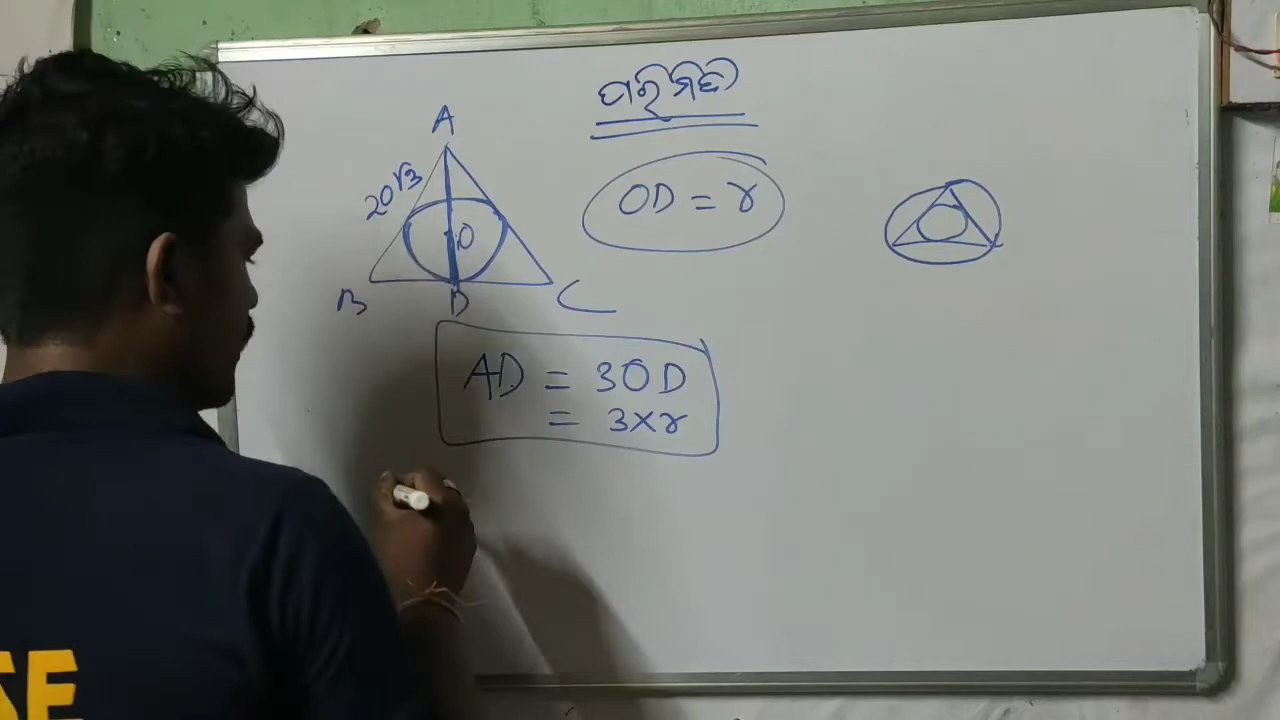 ପରିମିତି
A
20√3
O
B
D
C
OD = r
AD = 3OD
= 3×r
SE